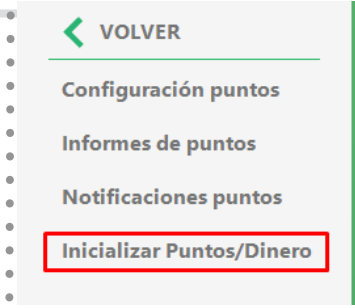 VOLVER
Configuración puntos
Informes de puntos
Notificaciones puntos
Inicializar Puntos/Dinero